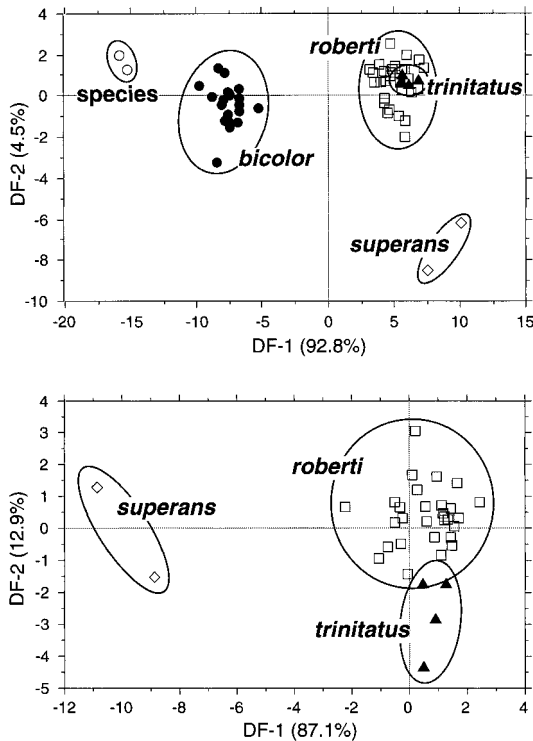 4
roberti
2
trinitatus
0
species
-2
bicolor
-4
-6
superans
-8
-10
-20 -15 -10 -5 0 5 10 15
DF-2 (4.5%)
DF-1 (92.8%)
4
3
roberti
2
superans
1
0
-1
-2
-3
trinitatus
-4
-5
-12 -10 -8 -6 -4 -2 0 2 4
DF-2 (12.9%)
DF-1 (87.1%)